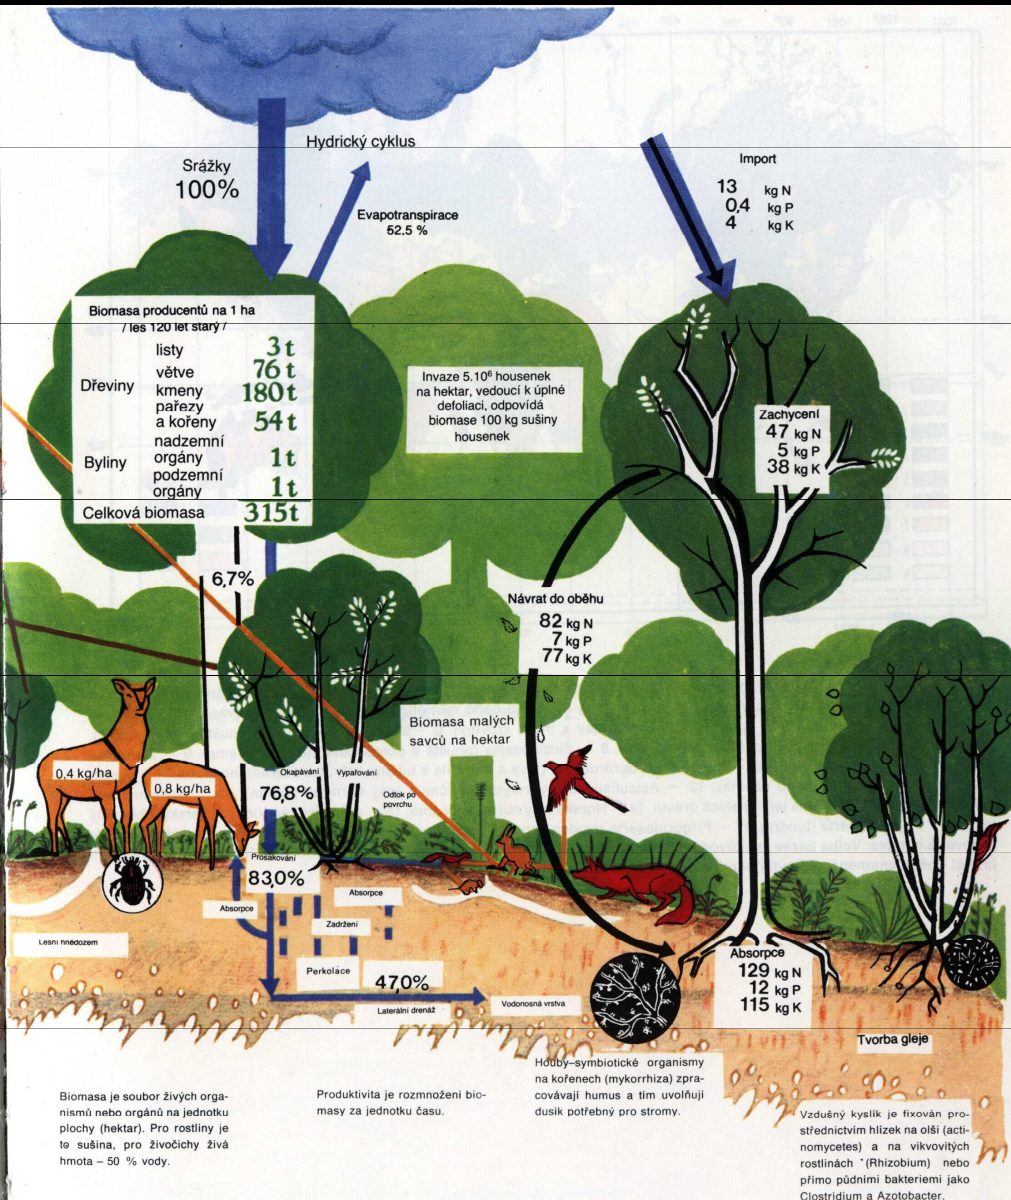 Hydrický cyklus
Srážky
100%
Evapotranspirace
52,5 %
Import
13 kg N
0,4 kg P
4 kg K
Biomasa producentů na 1 ha
/ les 120 let starý /
Dřeviny
listy 3 t
větve 76 t
kmeny 180 t
pařezy
a kořeny 54 t
Byliny
nadzemní
orgány 1 t
podzemní
orgány 1 t
Celková biomasa 315 t
Invaze 5.10⁶ housenek
na hektar, vedoucí k úplné
defoliaci, odpovídá
biomase 100 kg sušiny
housenek
Zachycení
47 kg N
5 kg P
38 kg K
6,7%
Návrat do oběhu
82 kg N
7 kg P
77 kg K
Biomasa malých
savců na hektar
0,4 kg/ha
0,8 kg/ha
Okapávání
Vypařování
76,8%
Odtok po
povrchu
Prosakování
83,0%
Absorpce
Absorpce
Zadržení
Lesní hnědozem
Perkoláce
47,0%
Laterální drenáž
Vodonosná vrstva
Absorpce
129 kg N
12 kg P
115 kg K
Tvorba gleje
Biomasa je soubor živých orga-
nismů nebo orgánů na jednotku
plochy (hektar). Pro rostliny je
to sušina, pro živočichy živá
hmota – 50 % vody.
Produktivita je rozmnožení bio-
masy za jednotku času.
Houby–symbiotické organismy
na kořenech (mykorrhiza) zpra-
covávají humus a tím uvolňují
dusík potřebný pro stromy.
Vzdušný kyslík je fixován pro-
střednictvím hlízek na olši (acti-
nomycetes) a na vikvovitých
rostlinách (Rhizobium) nebo
přímo půdními bakteriemi jako
Clostridium a Azotobacter.